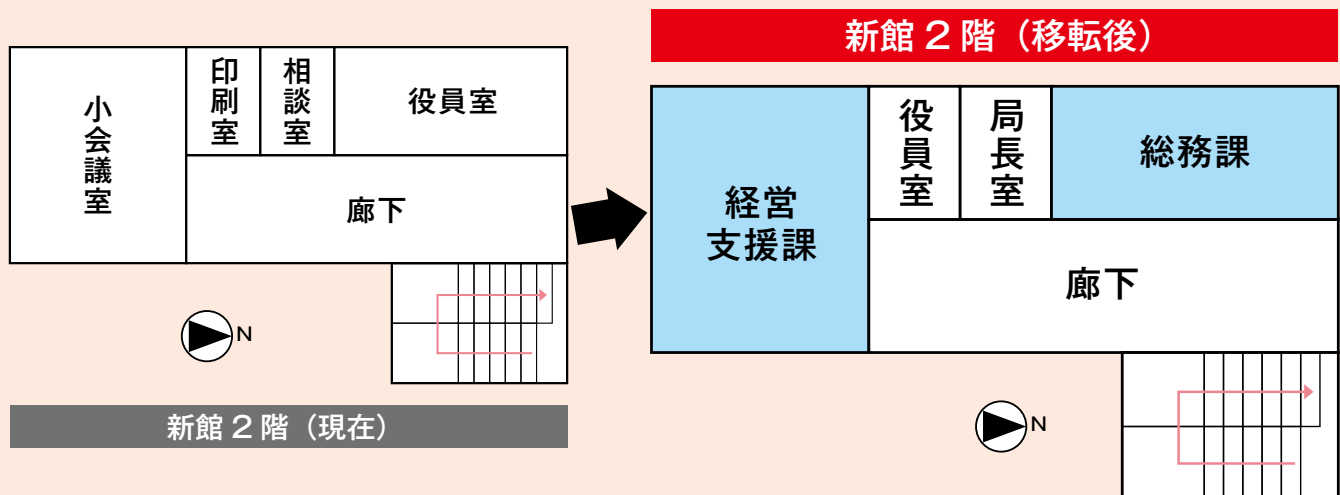 小会議室
印刷室
相談室
役員室
廊下
N
新館2階（現在）
新館2階（移転後）
経営
支援課
役員室
局長室
総務課
廊下
N